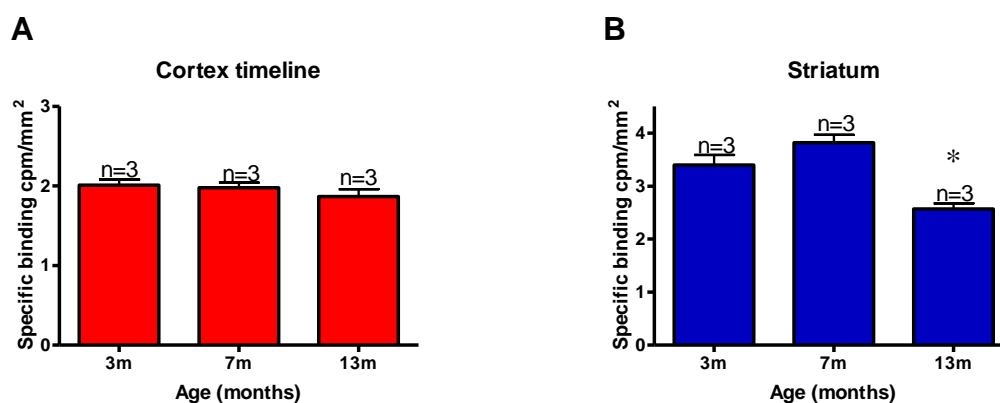 A
Cortex timeline
Specific binding cpm/mm²
3
2
1
0
n=3
n=3
n=3
3m
7m
13m
Age (months)
B
Striatum
Specific binding cpm/mm²
4
3
2
1
0
n=3
n=3
*
n=3
3m
7m
13m
Age (months)